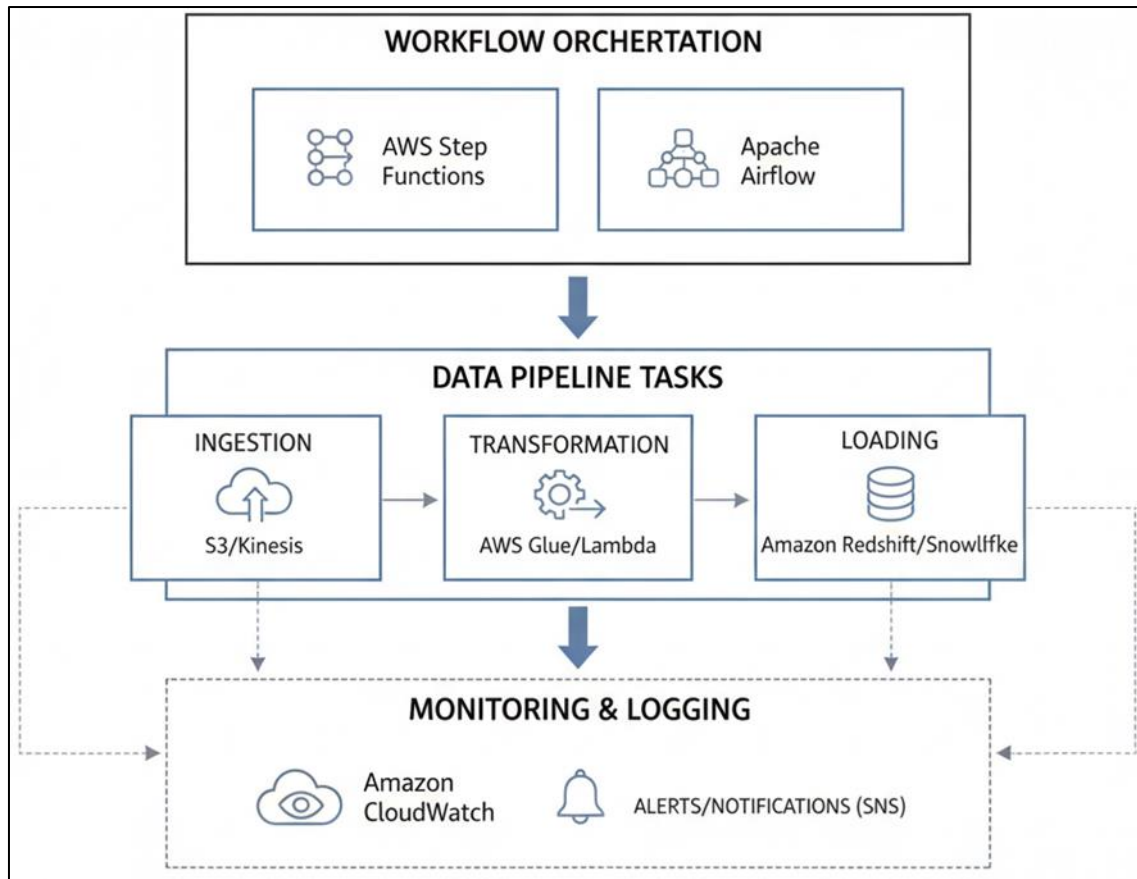 WORKFLOW ORCHERTATION
AWS Step
Functions
Apache
Airflow
DATA PIPELINE TASKS
INGESTION
S3/Kinesis
TRANSFORMATION
AWS Glue/Lambda
LOADING
Amazon Redshift/Snowlffke
MONITORING & LOGGING
Amazon
CloudWatch
ALERTS/NOTIFICATIONS (SNS)